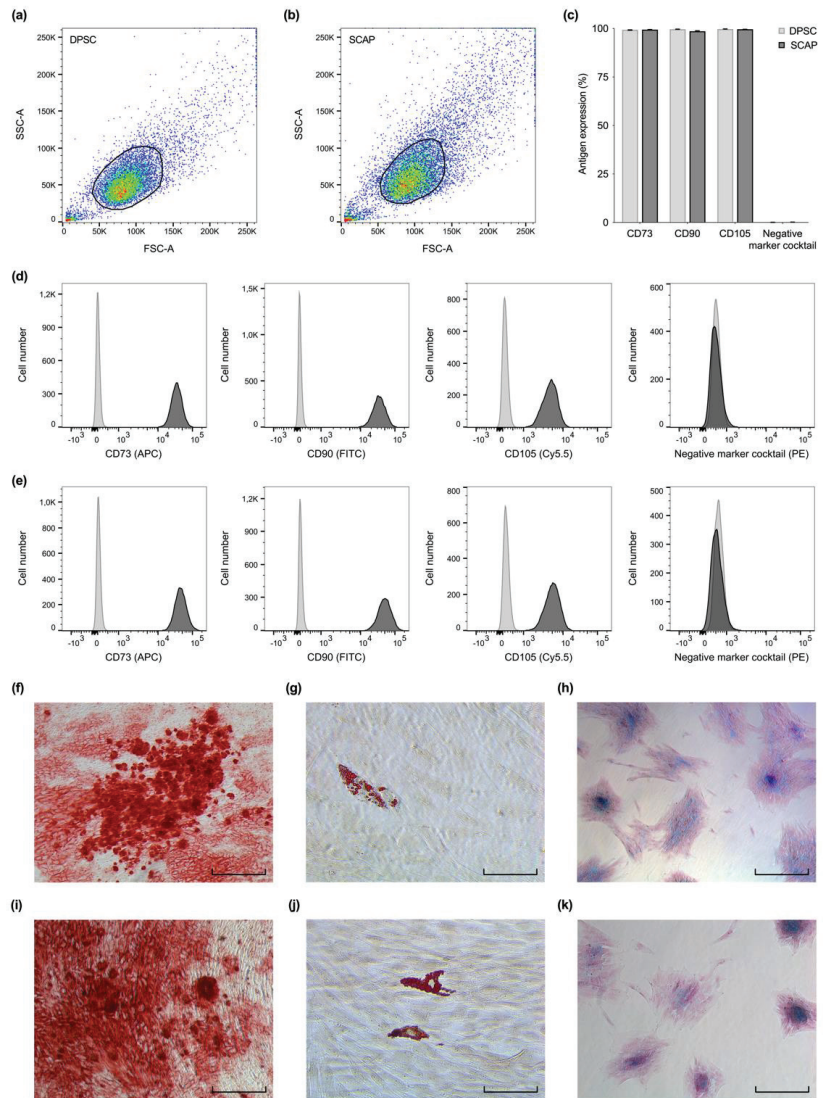 (a)
DPSC
250K
200K
150K
100K
50K
0
SSC-A
0
50K
100K
150K
200K
250K
FSC-A
(b)
SCAP
250K
200K
150K
100K
50K
0
SSC-A
0
50K
100K
150K
200K
250K
FSC-A
(c)
DPSC
SCAP
100
75
50
25
0
Antigen expression (%)
CD73
CD90
CD105
Negative
marker cocktail
(d)
1,2K
900
600
300
0
Cell number
-10³ 0 10³ 10⁴ 10⁵
CD73 (APC)
1,5K
1,2K
900
600
300
0
Cell number
-10³ 0 10³ 10⁴ 10⁵
CD90 (FITC)
800
600
400
200
0
Cell number
-10³ 0 10³ 10⁴ 10⁵
CD105 (Cy5.5)
600
400
200
0
Cell number
-10³ 0 10³ 10⁴ 10⁵
Negative marker cocktail (PE)
(e)
1,0K
800
600
400
200
0
Cell number
-10³ 0 10³ 10⁴ 10⁵
CD73 (APC)
1,2K
900
600
300
0
Cell number
-10³ 0 10³ 10⁴ 10⁵
CD90 (FITC)
800
600
400
200
0
Cell number
-10³ 0 10³ 10⁴ 10⁵
CD105 (Cy5.5)
500
400
300
200
100
0
Cell number
-10³ 0 10³ 10⁴ 10⁵
Negative marker cocktail (PE)
(f)
(g)
(h)
(i)
(j)
(k)